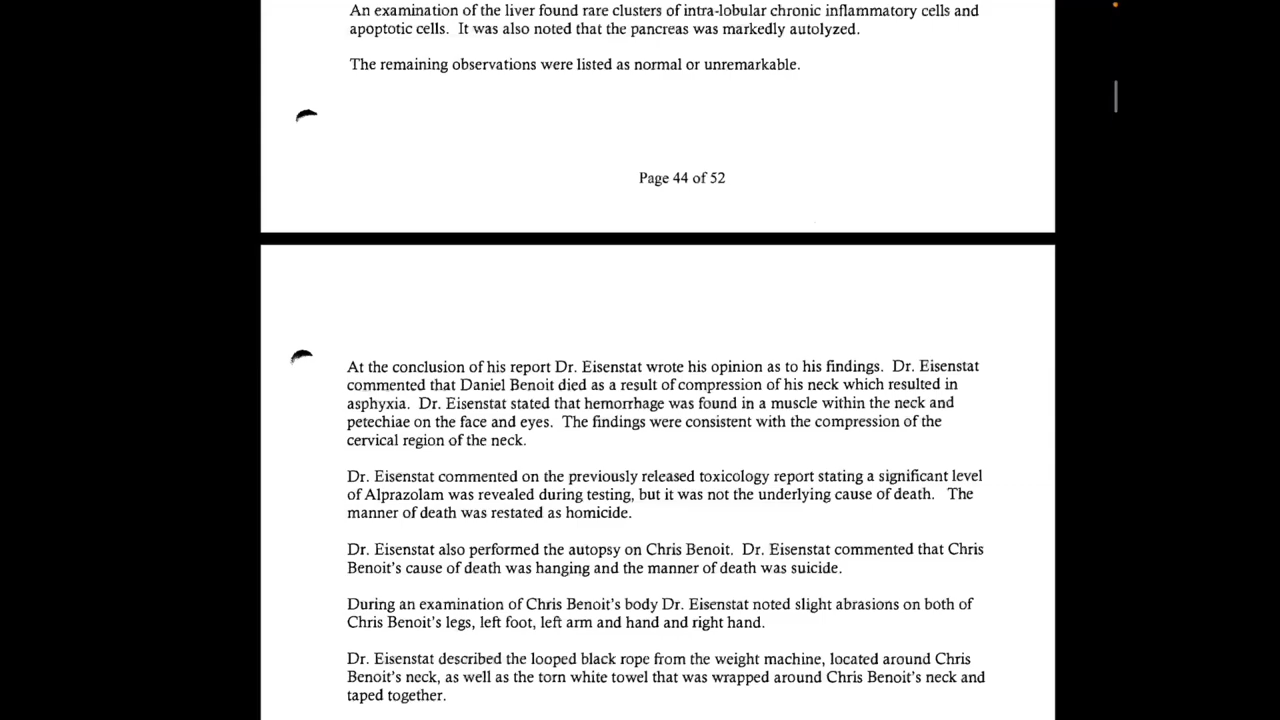 An examination of the liver found rare clusters of intra-lobular chronic inflammatory cells and
apoptotic cells.  It was also noted that the pancreas was markedly autolyzed.
The remaining observations were listed as normal or unremarkable.
Page 44 of 52
At the conclusion of his report Dr. Eisenstat wrote his opinion as to his findings.  Dr. Eisenstat
commented that Daniel Benoit died as a result of compression of his neck which resulted in
asphyxia.  Dr. Eisenstat stated that hemorrhage was found in a muscle within the neck and
petechiae on the face and eyes.  The findings were consistent with the compression of the
cervical region of the neck.
Dr. Eisenstat commented on the previously released toxicology report stating a significant level
of Alprazolam was revealed during testing, but it was not the underlying cause of death.   The
manner of death was restated as homicide.
Dr. Eisenstat also performed the autopsy on Chris Benoit.  Dr. Eisenstat commented that Chris
Benoit's cause of death was hanging and the manner of death was suicide.
During an examination of Chris Benoit's body Dr. Eisenstat noted slight abrasions on both of
Chris Benoit's legs, left foot, left arm and hand and right hand.
Dr. Eisenstat described the looped black rope from the weight machine, located around Chris
Benoit's neck, as well as the torn white towel that was wrapped around Chris Benoit's neck and
taped together.